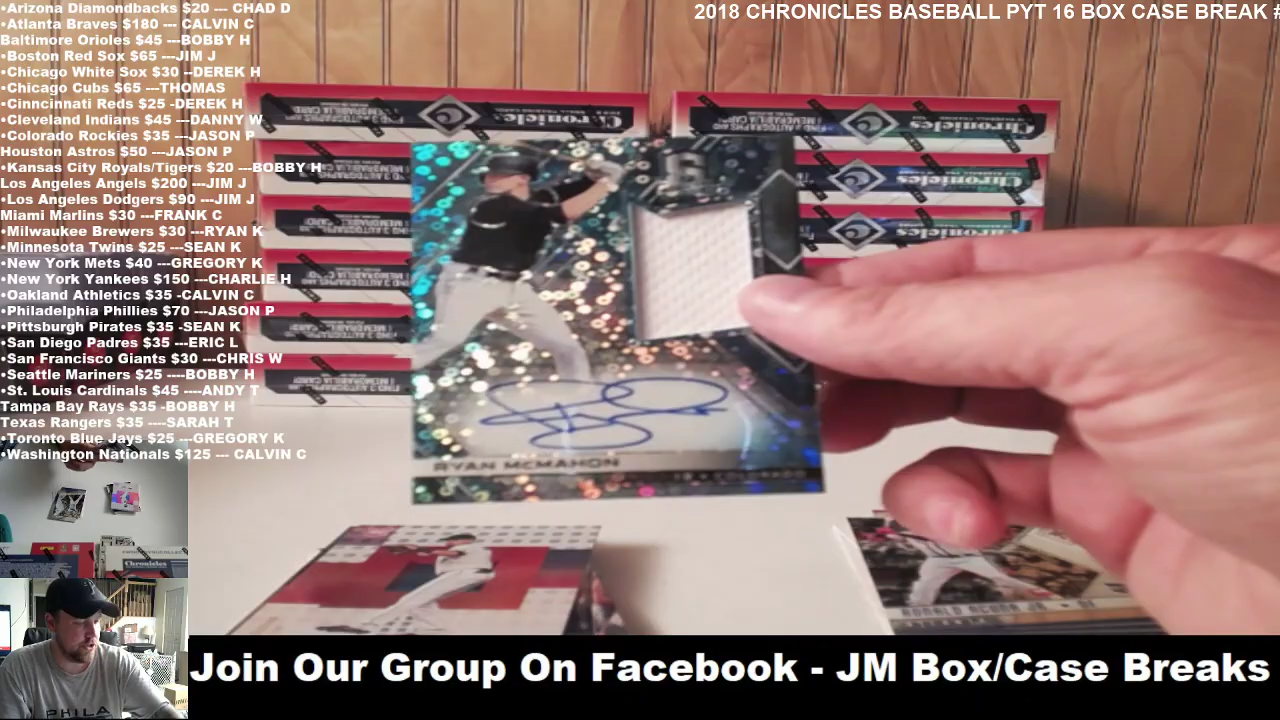 •Arizona Diamondbacks $20 --- CHAD D
•Atlanta Braves $180 --- CALVIN C
Baltimore Orioles $45 ---BOBBY H
•Boston Red Sox $65 ---JIM J
•Chicago White Sox $30 --DEREK H
•Chicago Cubs $65 ---THOMAS
•Cinncinnati Reds $25 -DEREK H
•Cleveland Indians $45 ---DANNY W
•Colorado Rockies $35 ---JASON P
Houston Astros $50 ---JASON P
•Kansas City Royals/Tigers $20 ---BOBBY H
Los Angeles Angels $200 ---JIM J
•Los Angeles Dodgers $90 ---JIM J
Miami Marlins $30 ---FRANK C
•Milwaukee Brewers $30 ---RYAN K
•Minnesota Twins $25 ---SEAN K
•New York Mets $40 ---GREGORY K
•New York Yankees $150 ---CHARLIE H
•Oakland Athletics $35 -CALVIN C
•Philadelphia Phillies $70 ---JASON P
•Pittsburgh Pirates $35 -SEAN K
•San Diego Padres $35 ---ERIC L
•San Francisco Giants $30 ---CHRIS W
•Seattle Mariners $25 ----BOBBY H
•St. Louis Cardinals $45 ----ANDY T
Tampa Bay Rays $35 -BOBBY H
Texas Rangers $35 ----SARAH T
•Toronto Blue Jays $25 ---GREGORY K
•Washington Nationals $125 --- CALVIN C
2018 CHRONICLES BASEBALL PYT 16 BOX CASE BREAK #
Chronicles
Chronicles
Chronicles
Chronicles
RYAN MCMAHON
RONALD ACUNA JR.
ATLANTA
Chronicles
PHILA
Join Our Group On Facebook - JM Box/Case Breaks